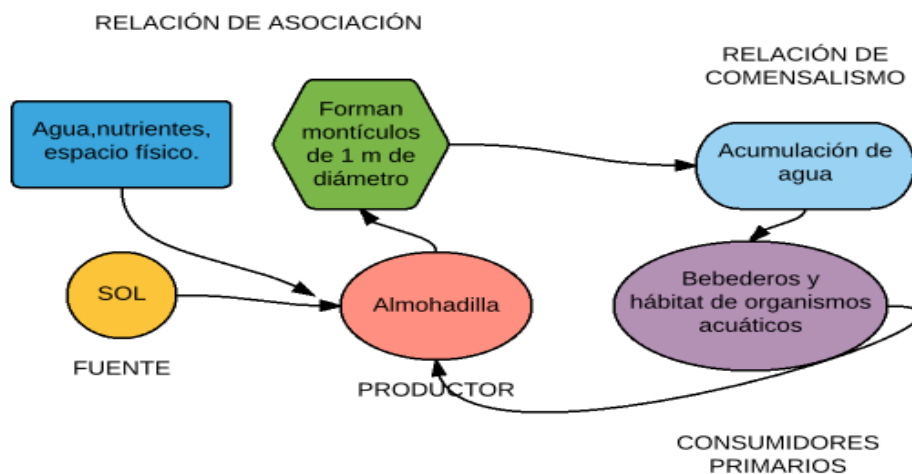 RELACIÓN DE ASOCIACIÓN
RELACIÓN DE
COMENSALISMO
Agua,nutrientes,
espacio físico.
Forman
montículos
de 1 m de
diámetro
Acumulación de
agua
SOL
Almohadilla
Bebederos y
hábitat de organismos
acuáticos
FUENTE
PRODUCTOR
CONSUMIDORES
PRIMARIOS